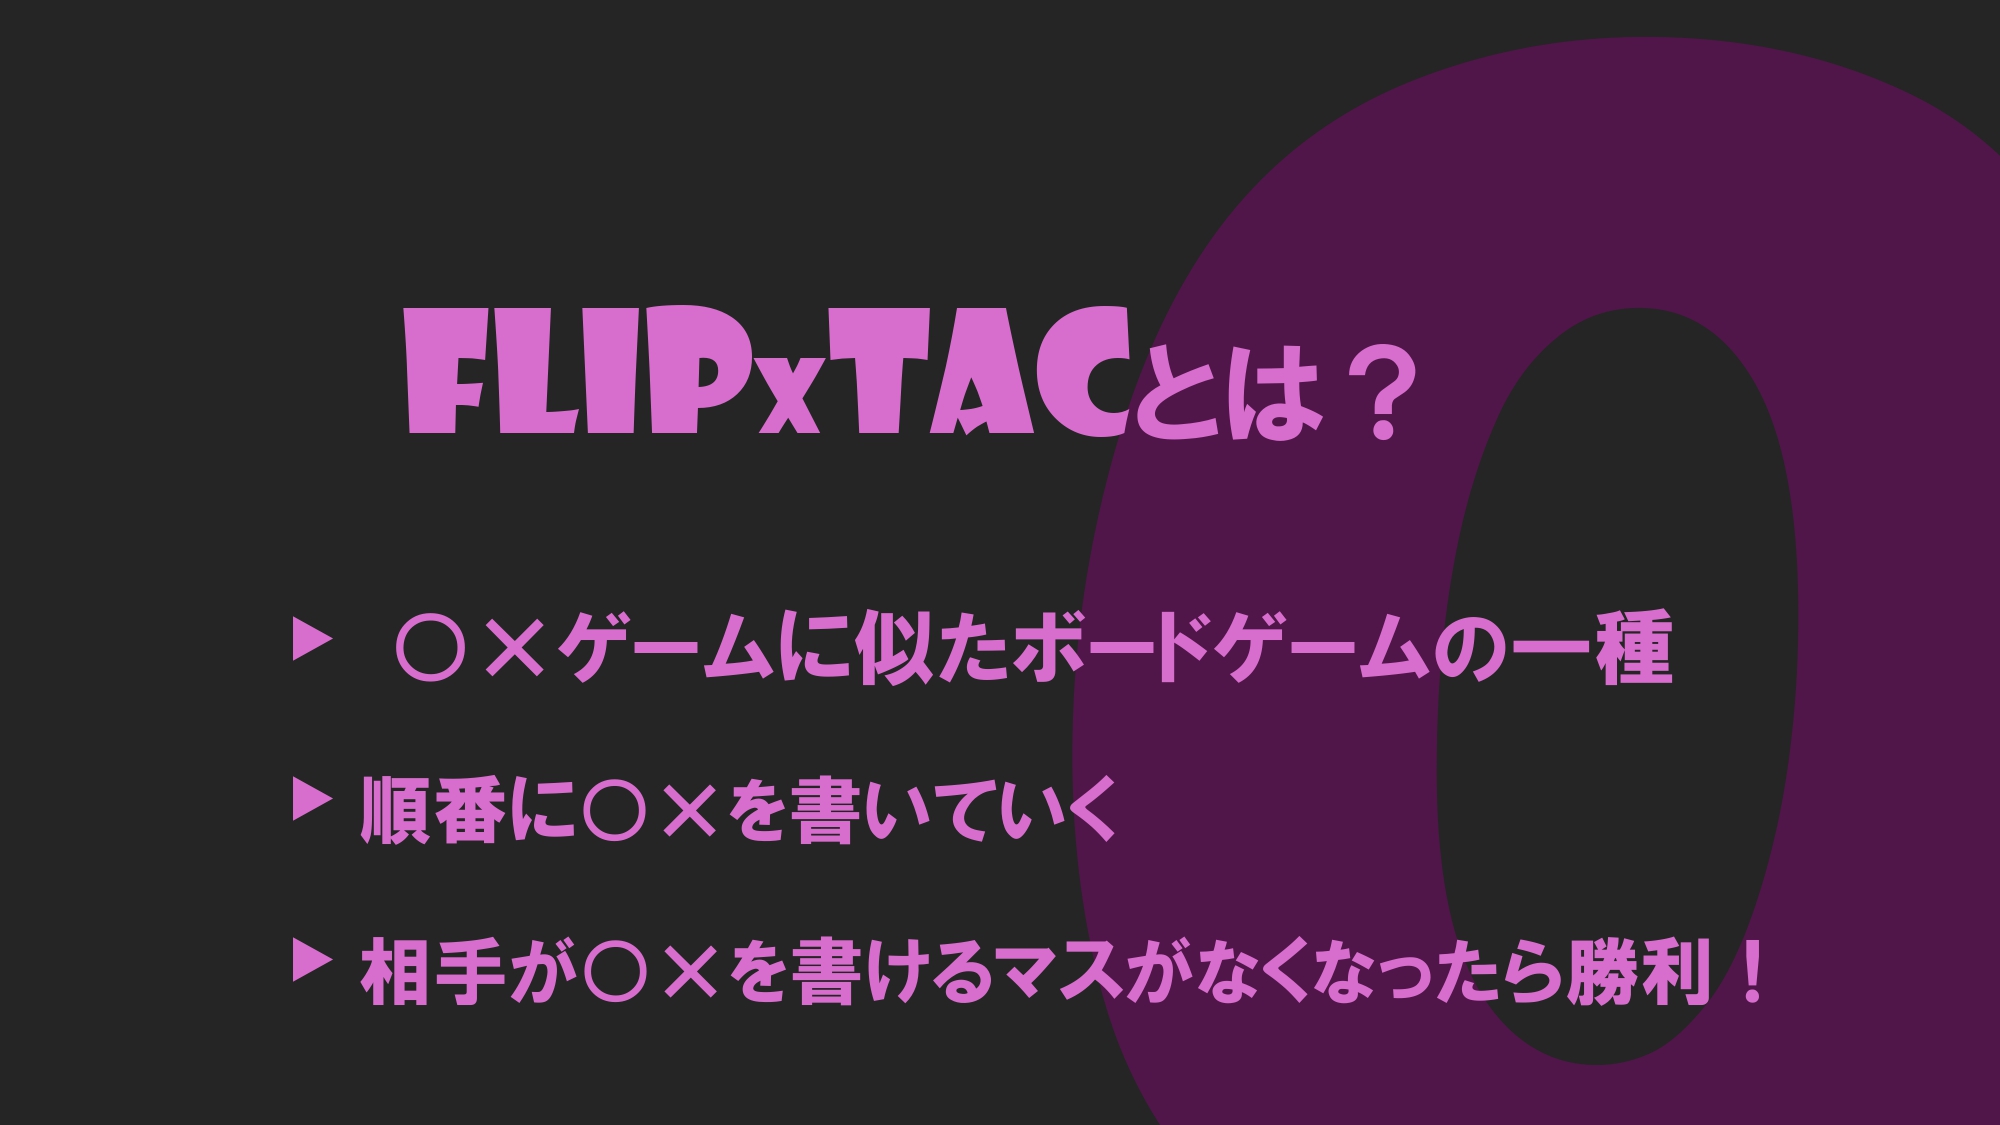 FLIPxTACとは？
▶ ○×ゲームに似たボードゲームの一種
▶ 順番に○×を書いていく
▶ 相手が○×を書けるマスがなくなったら勝利！
0